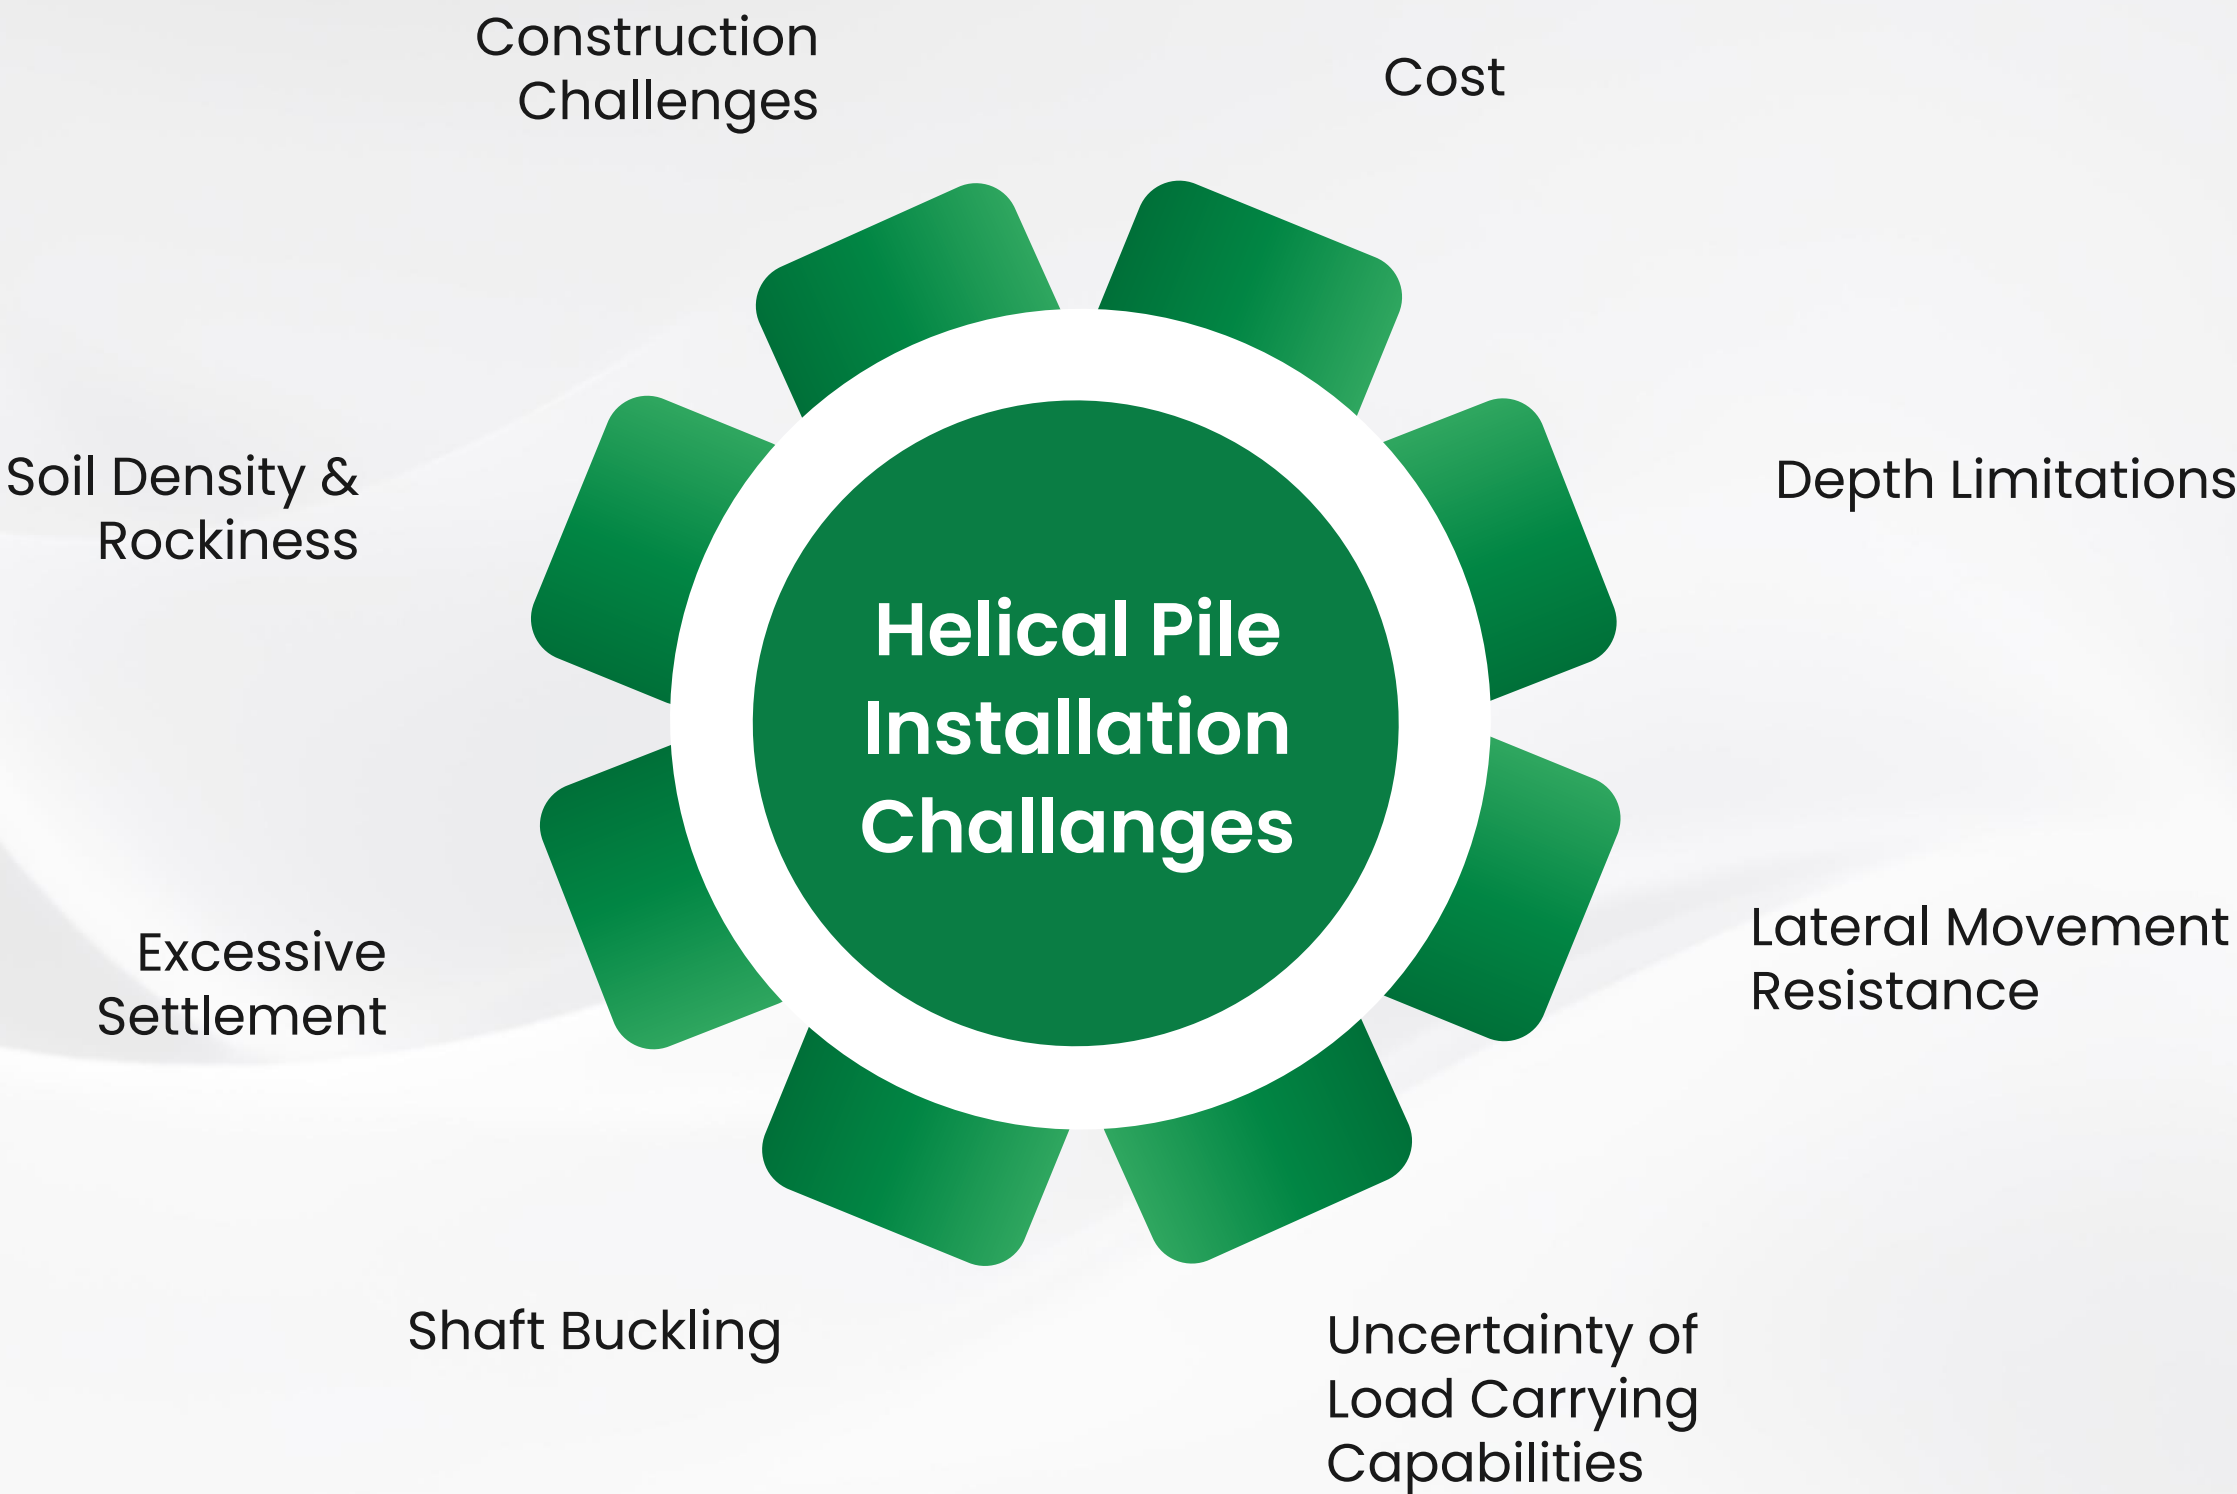 Construction
Challenges
Cost
Soil Density &
Rockiness
Depth Limitations
Helical Pile
Installation
Challanges
Excessive
Settlement
Lateral Movement
Resistance
Shaft Buckling
Uncertainty of
Load Carrying
Capabilities